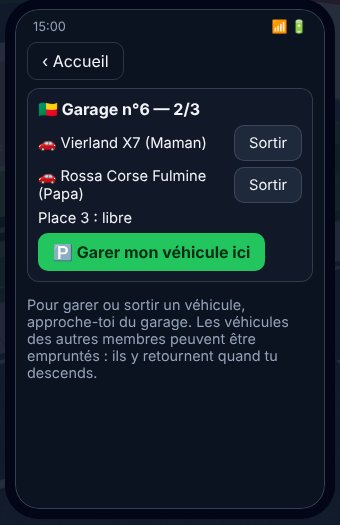 15:00
‹ Accueil
Garage n°6 — 2/3
Vierland X7 (Maman)
Sortir
Rossa Corse Fulmine
(Papa)
Sortir
Place 3 : libre
🅿️ Garer mon véhicule ici
Pour garer ou sortir un véhicule,
approche-toi du garage. Les véhicules
des autres membres peuvent être
empruntés : ils y retournent quand tu
descends.